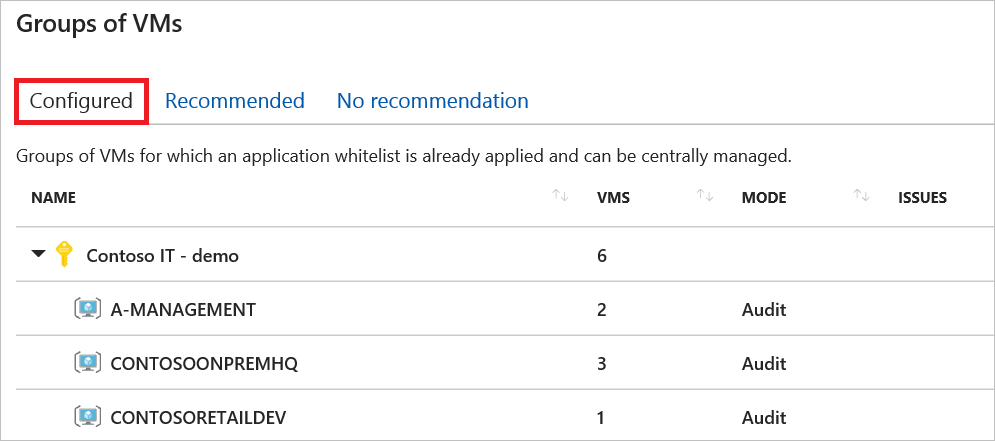 Groups of VMs
Configured Recommended No recommendation
Groups of VMs for which an application whitelist is already applied and can be centrally managed.
NAME VMS MODE ISSUES
Contoso IT - demo 6
A-MANAGEMENT 2 Audit
CONTOSOONPREMHQ 3 Audit
CONTOSORETAILDEV 1 Audit